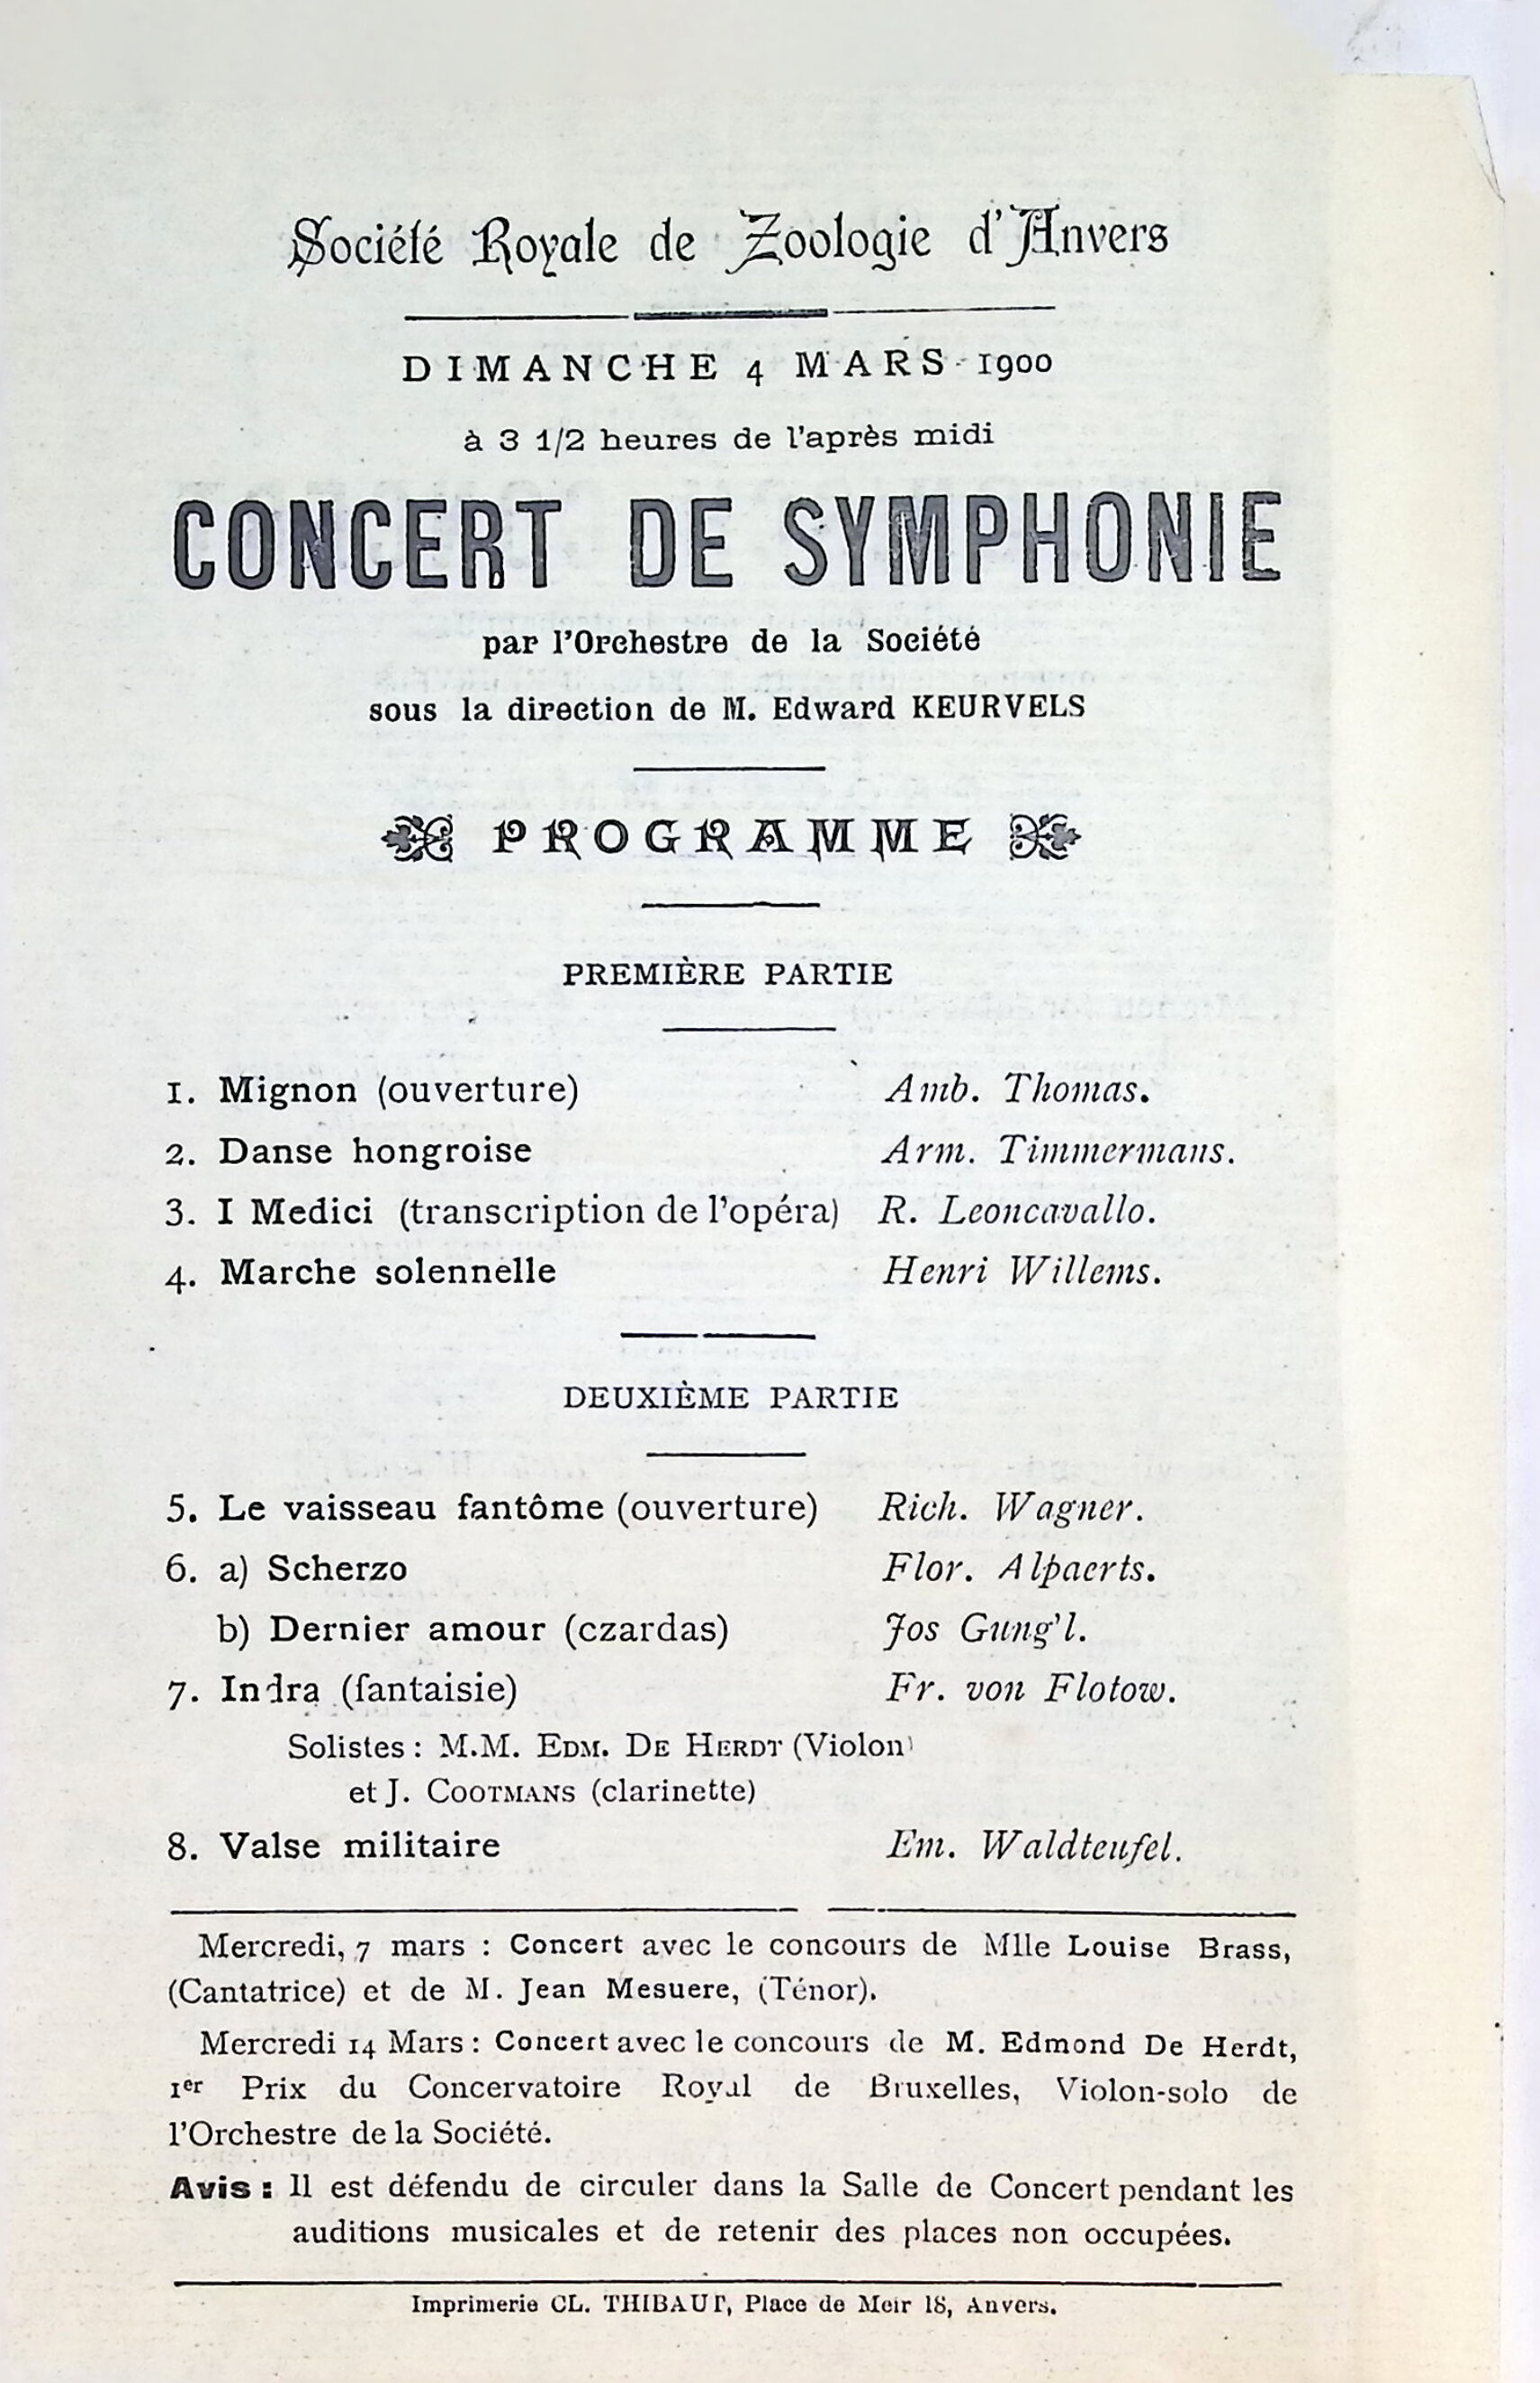 Société Royale de Zoologie d'Anvers
DIMANCHE 4 MARS 1900
à 3 1/2 heures de l'après midi
CONCERT DE SYMPHONIE
par l'Orchestre de la Société
sous la direction de M. Edward KEURVELS
PROGRAMME
PREMIÈRE PARTIE
1. Mignon (ouverture) Amb. Thomas.
2. Danse hongroise Arm. Timmermans.
3. I Medici (transcription de l'opéra) R. Leoncavallo.
4. Marche solennelle Henri Willems.
DEUXIÈME PARTIE
5. Le vaisseau fantôme (ouverture) Rich. Wagner.
6. a) Scherzo Flor. Alpaerts.
b) Dernier amour (czardas) Jos Gung'l.
7. Indra (fantaisie) Fr. von Flotow.
Solistes : M.M. EDM. DE HERDT (Violon)
et J. COOTMANS (clarinette)
8. Valse militaire Em. Waldteufel.
Mercredi, 7 mars : Concert avec le concours de Mlle Louise Brass,
(Cantatrice) et de M. Jean Mesuere, (Ténor).
Mercredi 14 Mars : Concert avec le concours de M. Edmond De Herdt,
1er Prix du Concervatoire Royal de Bruxelles, Violon-solo de
l'Orchestre de la Société.
Avis : Il est défendu de circuler dans la Salle de Concert pendant les
auditions musicales et de retenir des places non occupées.
Imprimerie CL. THIBAUT, Place de Meir 18, Anvers.